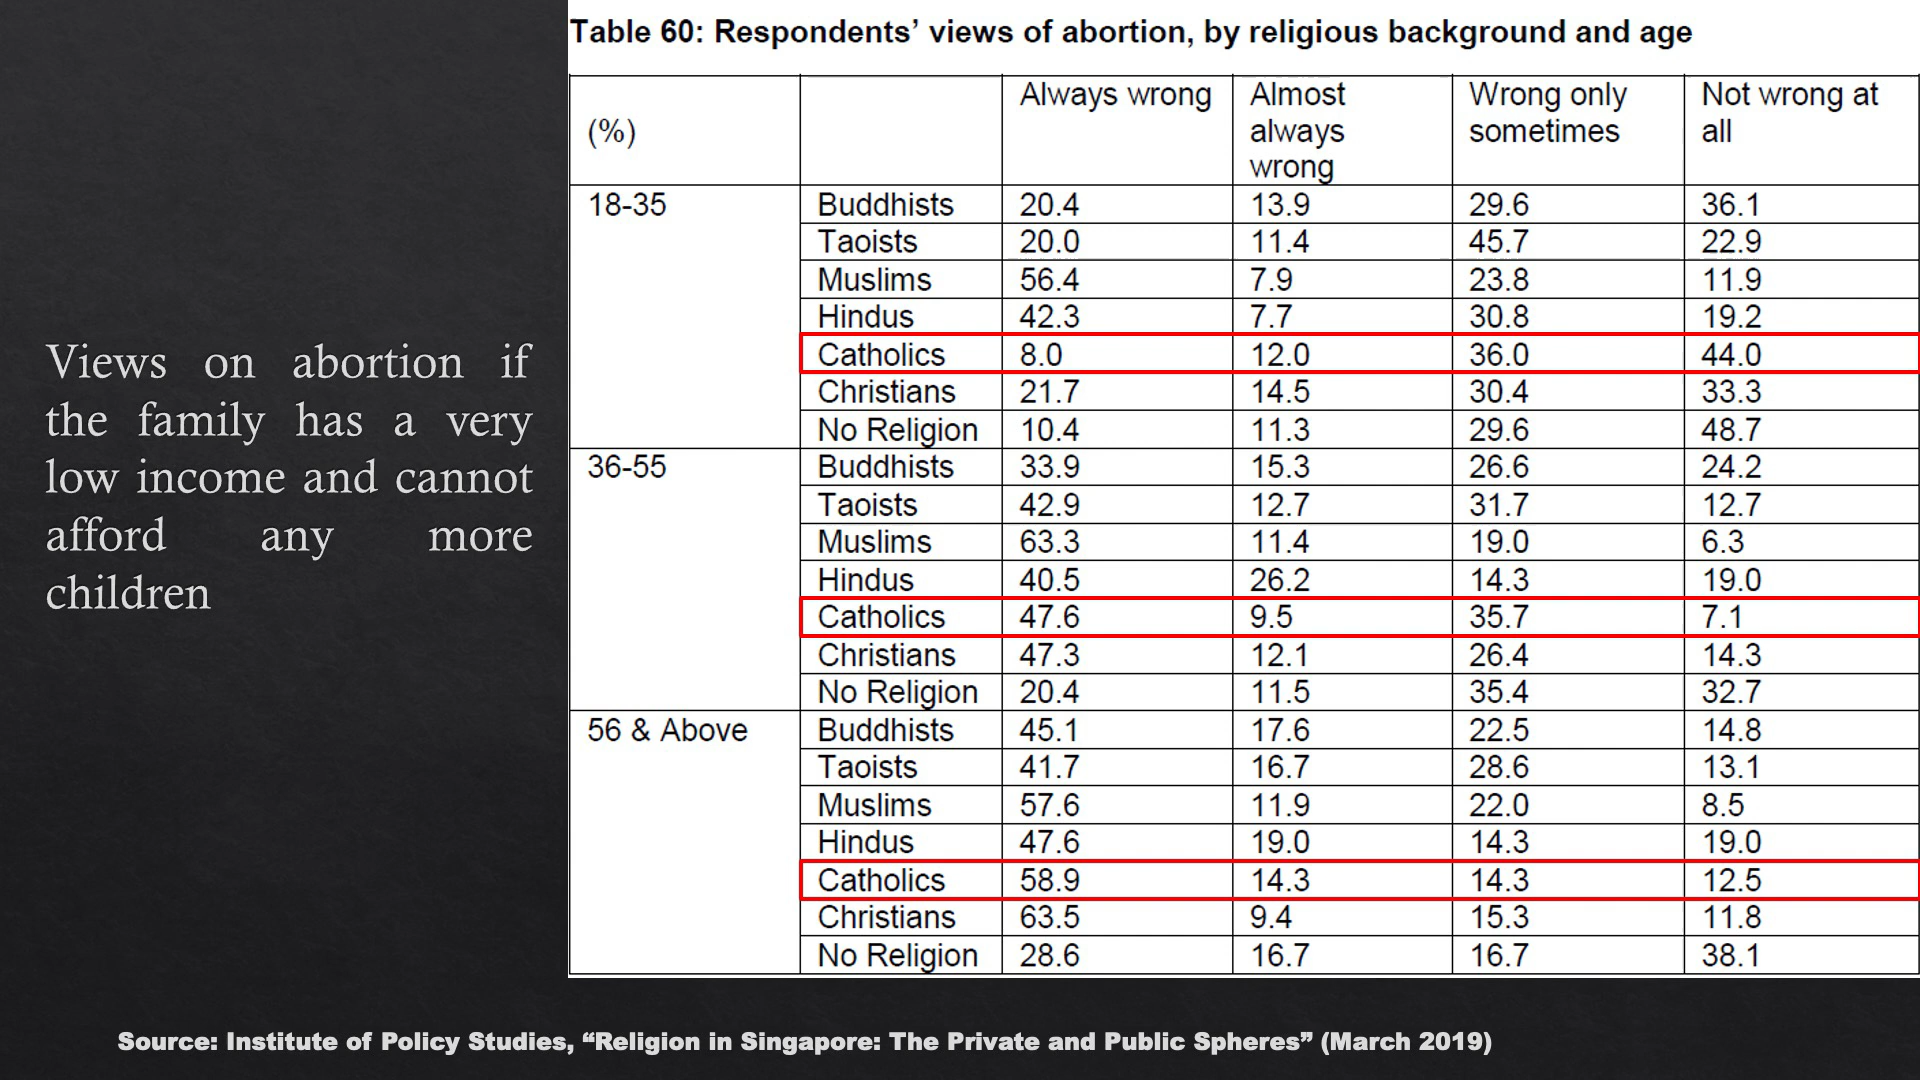 Table 60: Respondents’ views of abortion, by religious background and age
(%) Always wrong Almost always wrong Wrong only sometimes Not wrong at all
18-35 Buddhists 20.4 13.9 29.6 36.1
Taoists 20.0 11.4 45.7 22.9
Muslims 56.4 7.9 23.8 11.9
Hindus 42.3 7.7 30.8 19.2
Catholics 8.0 12.0 36.0 44.0
Christians 21.7 14.5 30.4 33.3
No Religion 10.4 11.3 29.6 48.7
36-55 Buddhists 33.9 15.3 26.6 24.2
Taoists 42.9 12.7 31.7 12.7
Muslims 63.3 11.4 19.0 6.3
Hindus 40.5 26.2 14.3 19.0
Catholics 47.6 9.5 35.7 7.1
Christians 47.3 12.1 26.4 14.3
No Religion 20.4 11.5 35.4 32.7
56 & Above Buddhists 45.1 17.6 22.5 14.8
Taoists 41.7 16.7 28.6 13.1
Muslims 57.6 11.9 22.0 8.5
Hindus 47.6 19.0 14.3 19.0
Catholics 58.9 14.3 14.3 12.5
Christians 63.5 9.4 15.3 11.8
No Religion 28.6 16.7 16.7 38.1
Views on abortion if
the family has a very
low income and cannot
afford any more
children
Source: Institute of Policy Studies, “Religion in Singapore: The Private and Public Spheres” (March 2019)